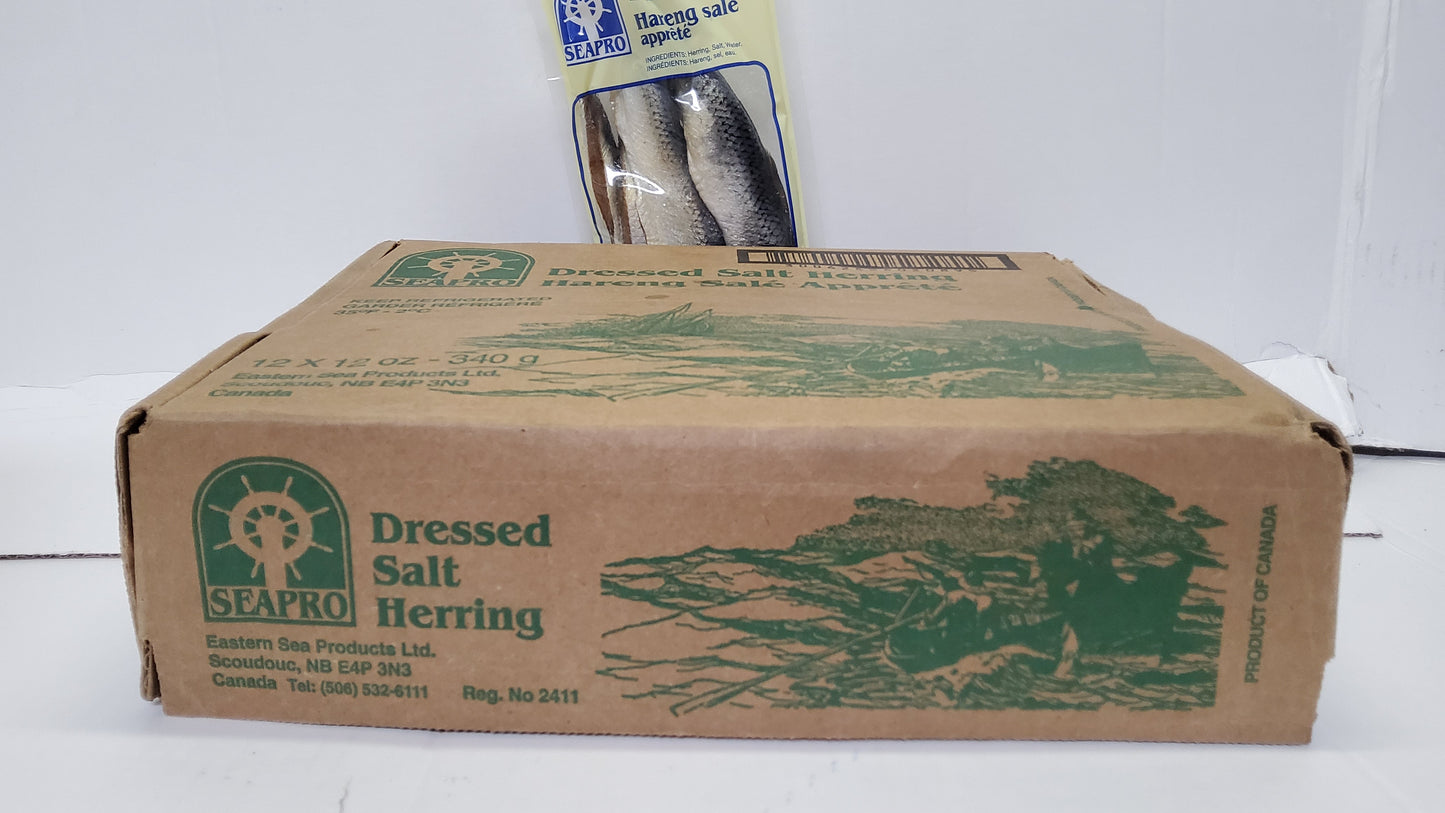 Hareng salé
apprêté
SEAPRO
INGREDIENTS: Herring, Salt, Water.
INGRÉDIENTS: Hareng, sel, eau.
SEAPRO
Dressed Salt Herring
Hareng Salé Apprêté
KEEP REFRIGERATED
GARDER RÉFRIGÉRÉ
35°F - 2°C
12 X 12 oz - 340 g
Eastern Sea Products Ltd.
Scoudouc, NB E4P 3N3
Canada
SEAPRO
Dressed
Salt
Herring
Eastern Sea Products Ltd.
Scoudouc, NB E4P 3N3
Canada Tel: (506) 532-6111 Reg. No 2411
PRODUCT OF CANADA